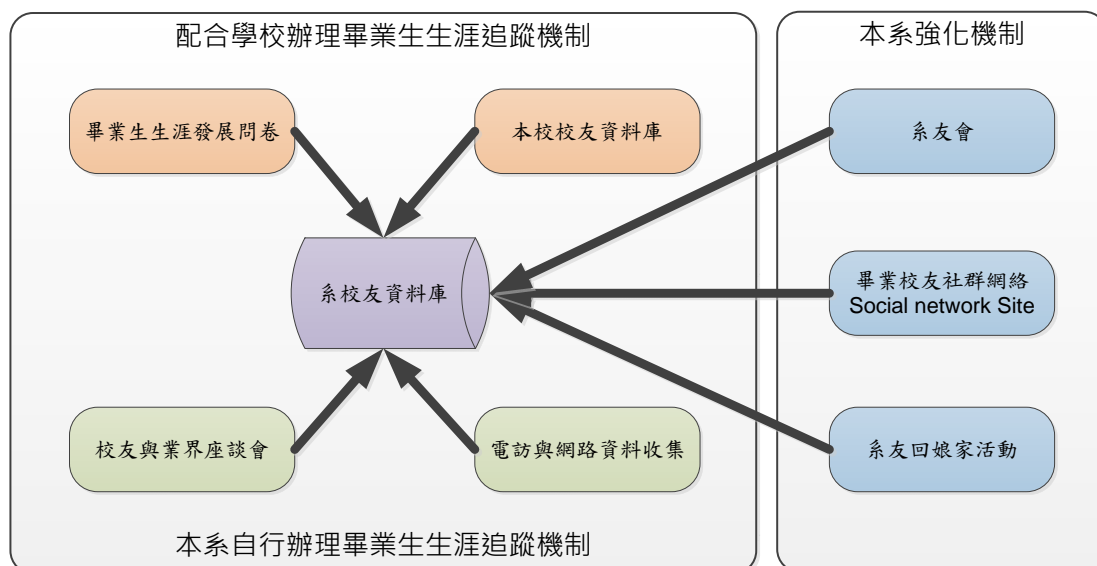 配合學校辦理畢業生生涯追蹤機制
本系強化機制
畢業生生涯發展問卷
本校校友資料庫
系友會
系校友資料庫
畢業校友社群網絡
Social network Site
校友與業界座談會
電訪與網路資料收集
系友回娘家活動
本系自行辦理畢業生生涯追蹤機制